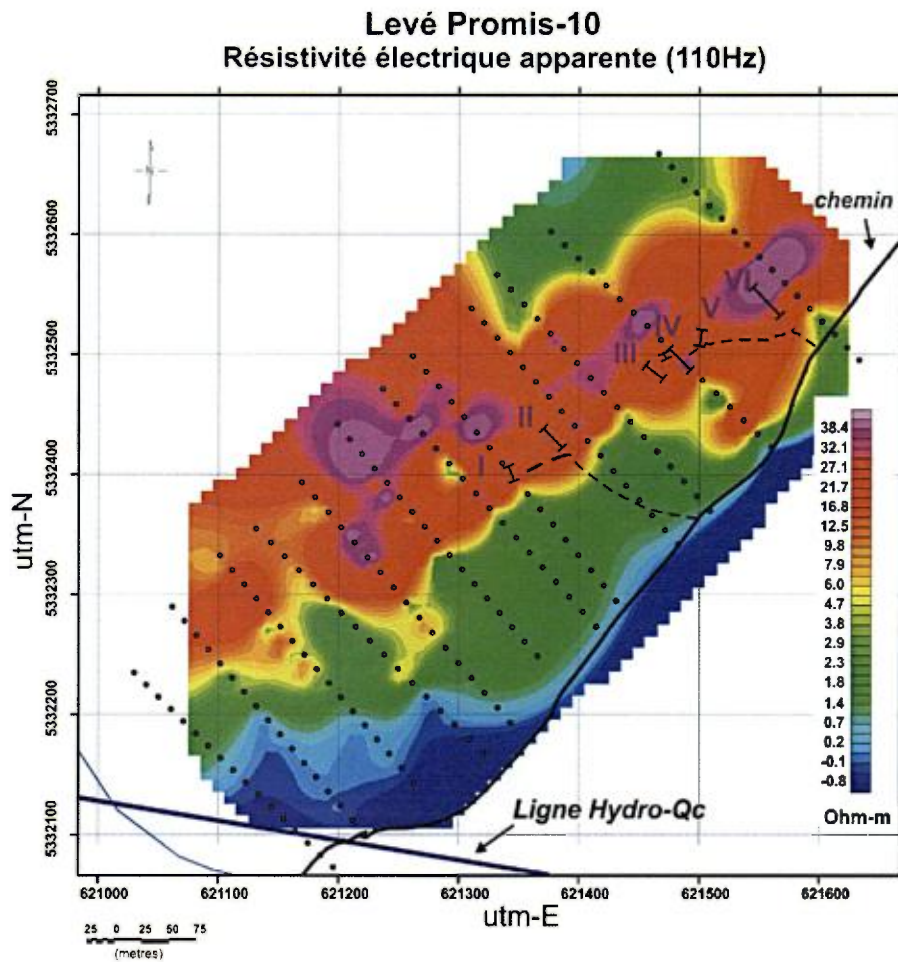 Levé Promis-10
Résistivité électrique apparente (110Hz)
5332700
5332600
5332500
5332400
5332300
5332200
5332100
utm-N
N
chemin
VI
V
IV
III
II
I
38.4
32.1
27.1
21.7
16.8
12.5
9.8
7.9
6.0
4.7
3.8
2.9
2.3
1.8
1.4
0.7
0.2
-0.1
-0.8
Ohm-m
Ligne Hydro-Qc
621000 621100 621200 621300 621400 621500 621600
utm-E
25 0 25 50 75
(metres)